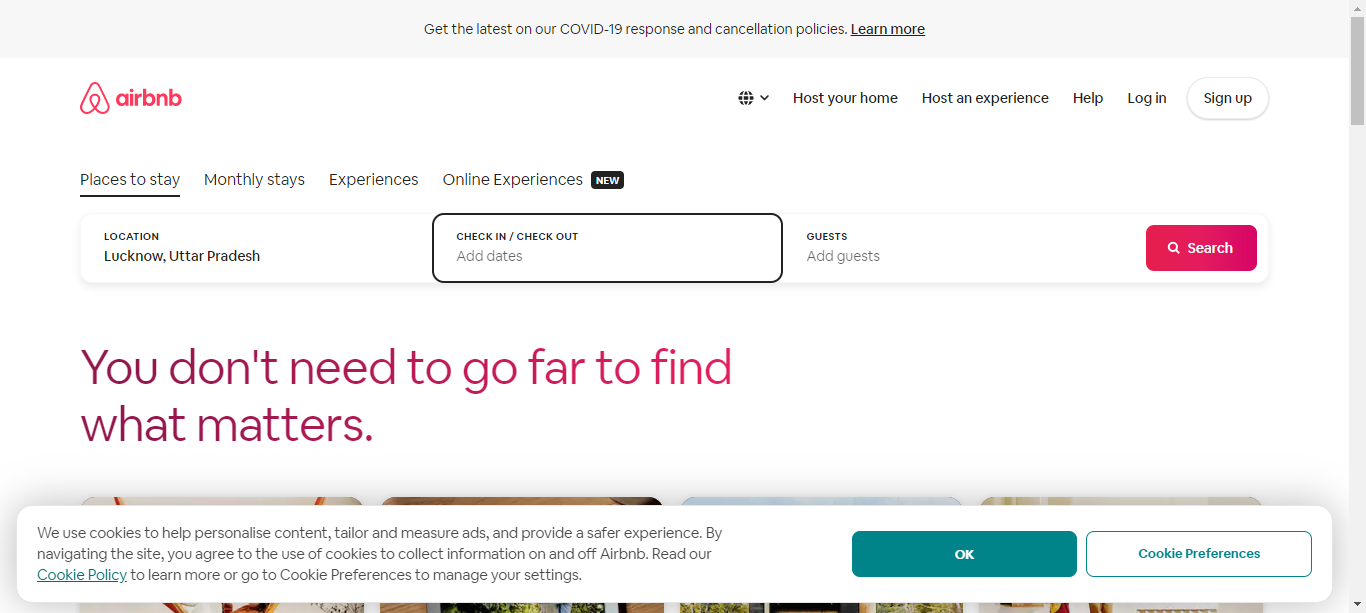 Get the latest on our COVID-19 response and cancellation policies. Learn more
airbnb
Host your home
Host an experience
Help
Log in
Sign up
Places to stay
Monthly stays
Experiences
Online Experiences NEW
LOCATION
Lucknow, Uttar Pradesh
CHECK IN / CHECK OUT
Add dates
GUESTS
Add guests
Search
You don't need to go far to find
what matters.
We use cookies to help personalise content, tailor and measure ads, and provide a safer experience. By
navigating the site, you agree to the use of cookies to collect information on and off Airbnb. Read our
Cookie Policy to learn more or go to Cookie Preferences to manage your settings.
OK
Cookie Preferences